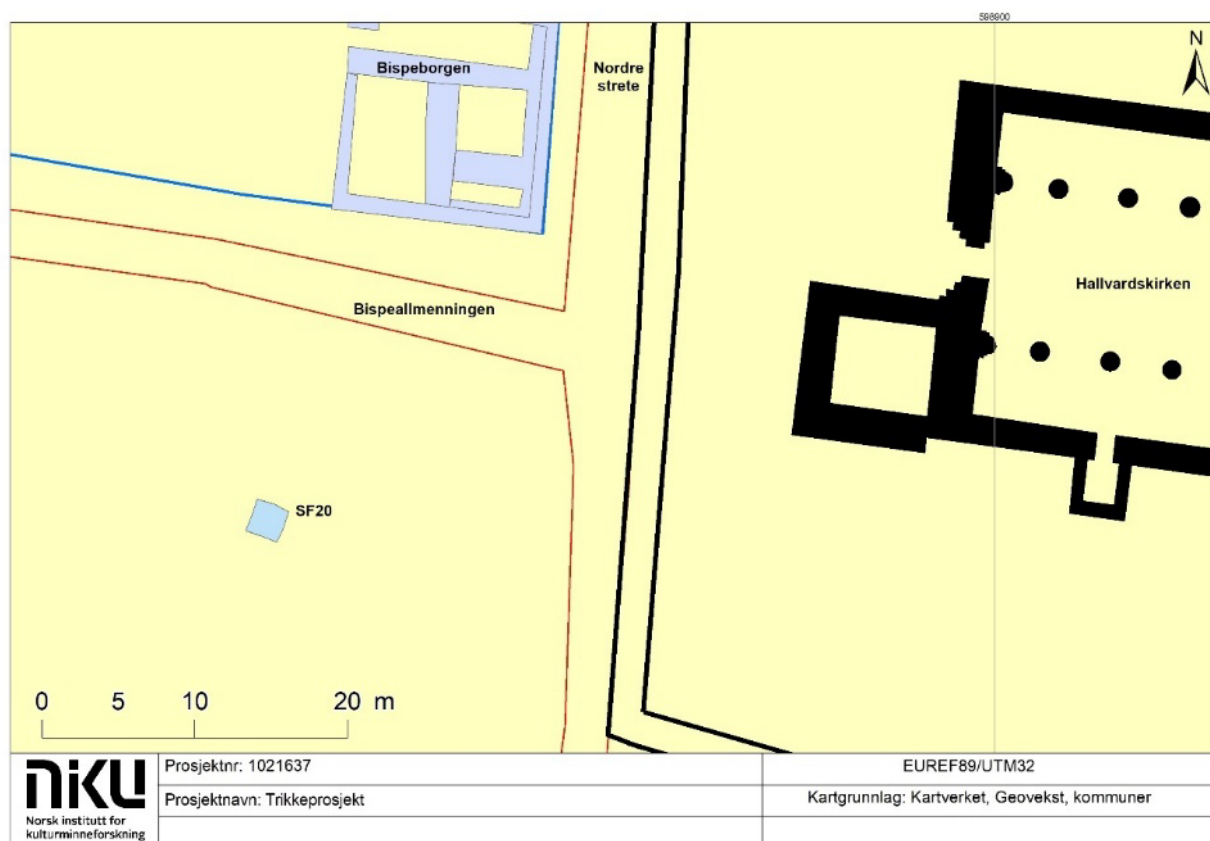 598900
N
Bispeborgen
Nordre
strete
Hallvardskirken
Bispeallmenningen
SF20
0 5 10 20 m
NIKU
Norsk institutt for
kulturminneforskning
Prosjektnr: 1021637
EUREF89/UTM32
Prosjektnavn: Trikkeprosjekt
Kartgrunnlag: Kartverket, Geovekst, kommuner